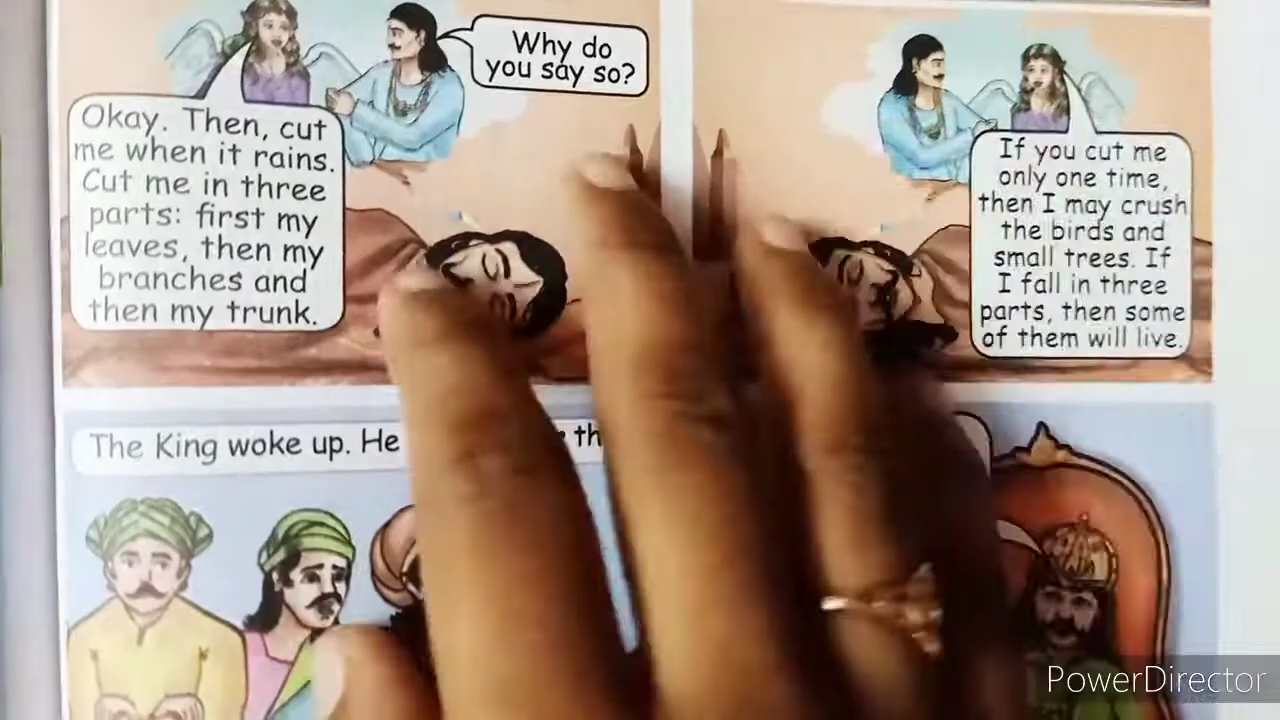 Why do
you say so?
Okay. Then, cut
me when it rains.
Cut me in three
parts: first my
leaves, then my
branches and
then my trunk.
If you cut me
only one time,
then I may crush
the birds and
small trees. If
I fall in three
parts, then some
of them will live.
The King woke up. He
PowerDirector